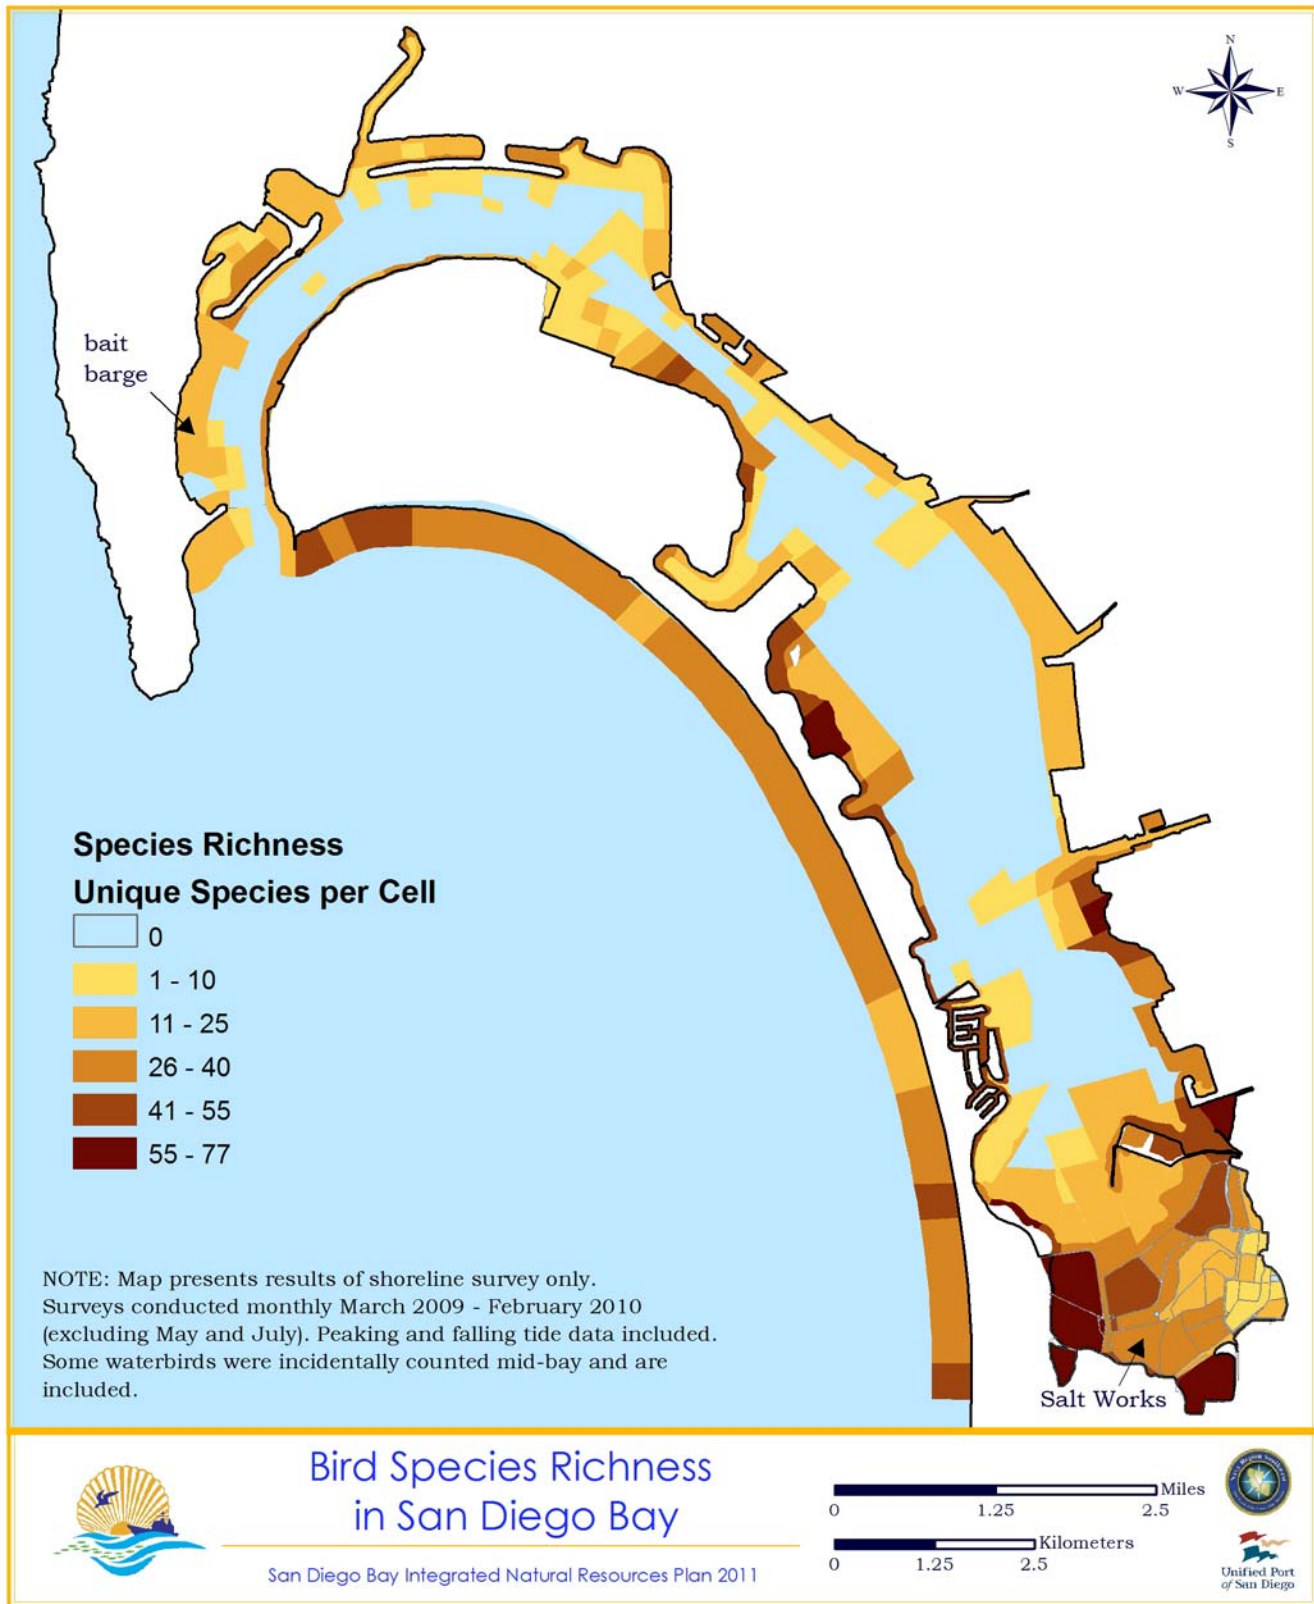 N
W
E
S
bait
barge
Species Richness
Unique Species per Cell
0
1 - 10
11 - 25
26 - 40
41 - 55
55 - 77
NOTE: Map presents results of shoreline survey only.
Surveys conducted monthly March 2009 - February 2010
(excluding May and July). Peaking and falling tide data included.
Some waterbirds were incidentally counted mid-bay and are
included.
Salt Works
Bird Species Richness
in San Diego Bay
San Diego Bay Integrated Natural Resources Plan 2011
Miles
0 1.25 2.5
Kilometers
0 1.25 2.5
Navy Region Southwest
Unified Port
of San Diego